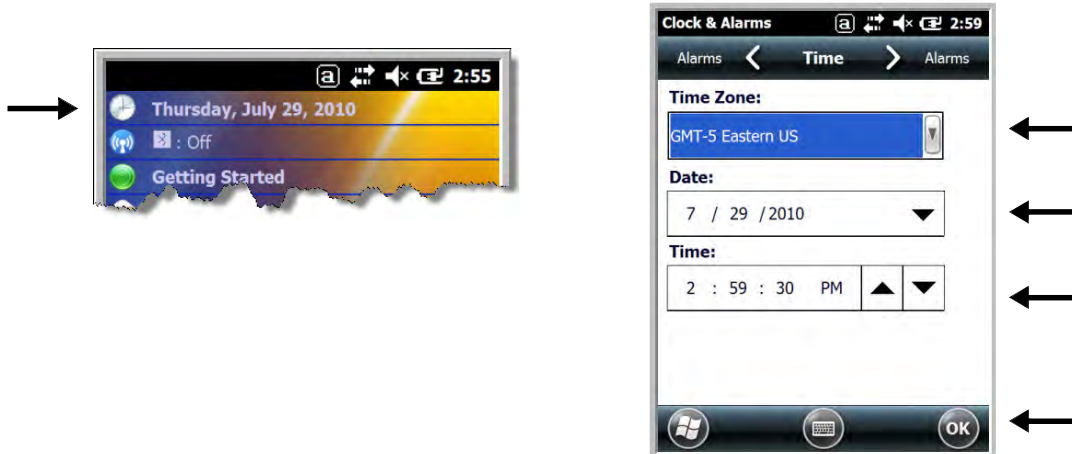 a 2:55
Thursday, July 29, 2010
: Off
Getting Started
Clock & Alarms a 2:59
Alarms Time Alarms
Time Zone:
GMT-5 Eastern US
Date:
7 / 29 / 2010
Time:
2 : 59 : 30 PM
OK